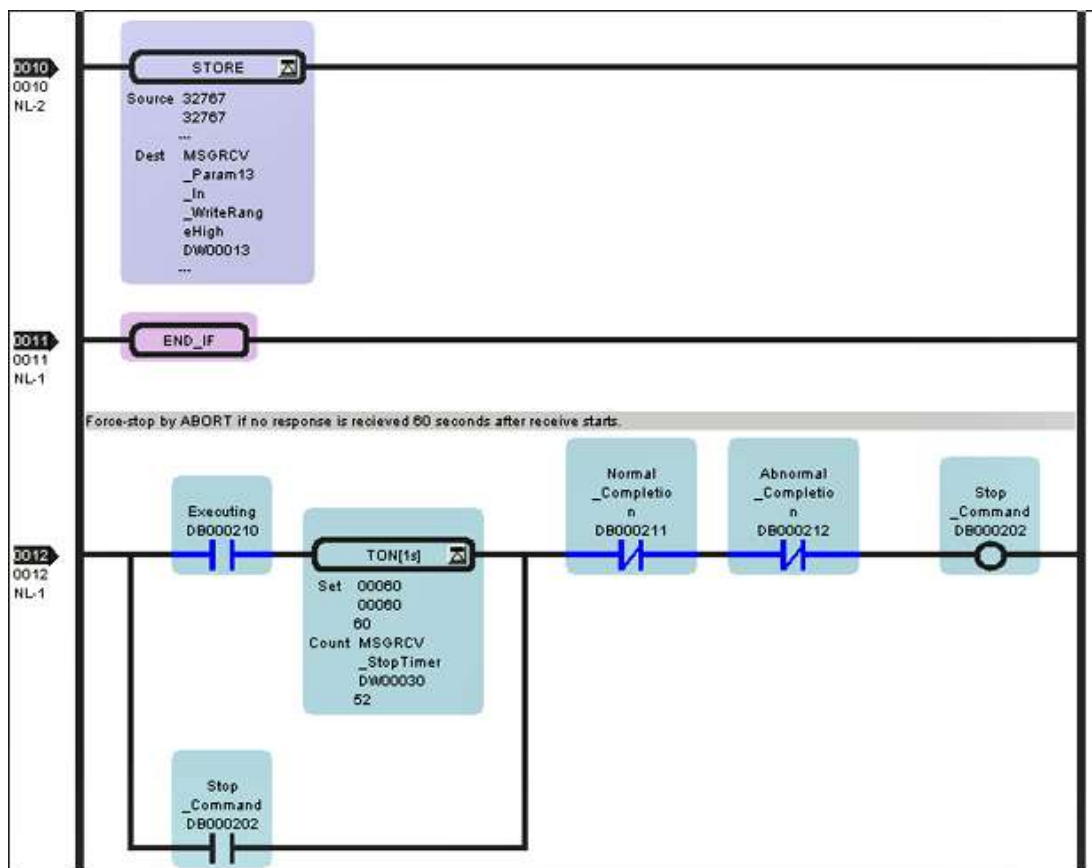 0010
0010
NL-2
STORE
Source 32767
32767
...
Dest MSGRCV
_Param13
_In
_WriteRang
eHigh
DW00013
...
0011
0011
NL-1
END_IF
Force-stop by ABORT if no response is recieved 60 seconds after receive starts.
0012
0012
NL-1
Executing
DB000210
TON[1s]
Set 00060
00060
60
Count MSGRCV
_StopTimer
DW00030
52
Normal
_Completio
n
DB000211
Abnormal
_Completio
n
DB000212
Stop
_Command
DB000202
Stop
_Command
DB000202